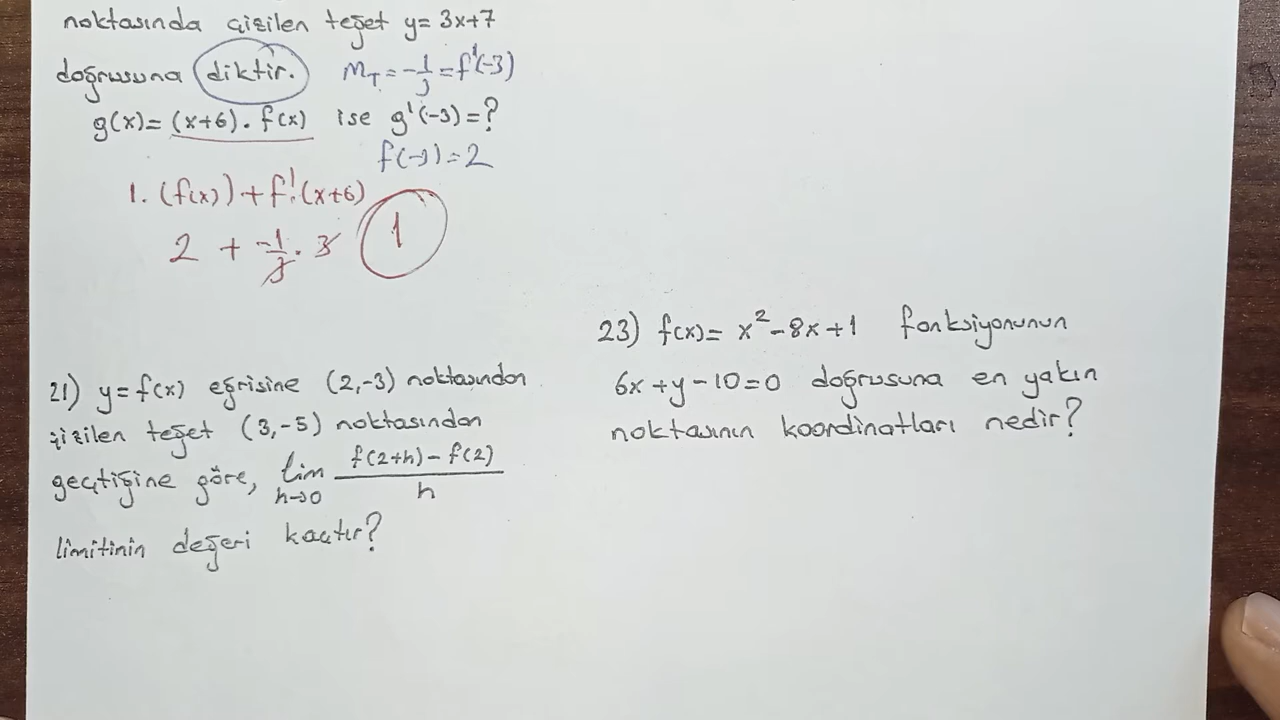 noktasında çizilen teğet y= 3x+7
doğrusuna diktir. mT = -1/3 = f'(-3)
g(x)= (x+6). f(x) ise g'(-3)=?
f(-3)=2
1. (f(x)) + f'. (x+6)
2 + -1/3 . 3 1
21) y=f(x) eğrisine (2,-3) noktasından
çizilen teğet (3,-5) noktasından
geçtiğine göre, lim h→0 f(2+h) - f(2) / h
limitinin değeri kaçtır?
23) f(x)= x² - 8x + 1 fonksiyonunun
6x + y - 10 = 0 doğrusuna en yakın
noktasının koordinatları nedir?